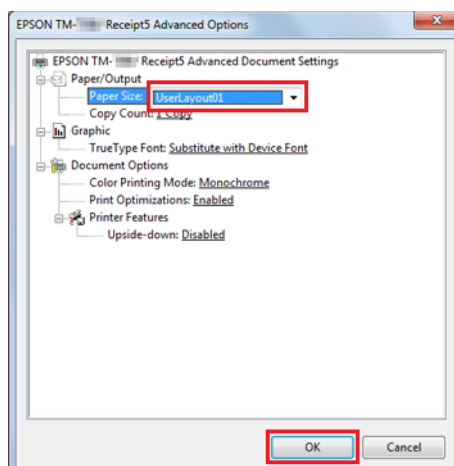 EPSON TM- Receipt5 Advanced Options
EPSON TM- Receipt5 Advanced Document Settings
Paper/Output
Paper Size: UserLayout01
Copy Count: 1 Copy
Graphic
TrueType Font: Substitute with Device Font
Document Options
Color Printing Mode: Monochrome
Print Optimizations: Enabled
Printer Features
Upside-down: Disabled
OK Cancel